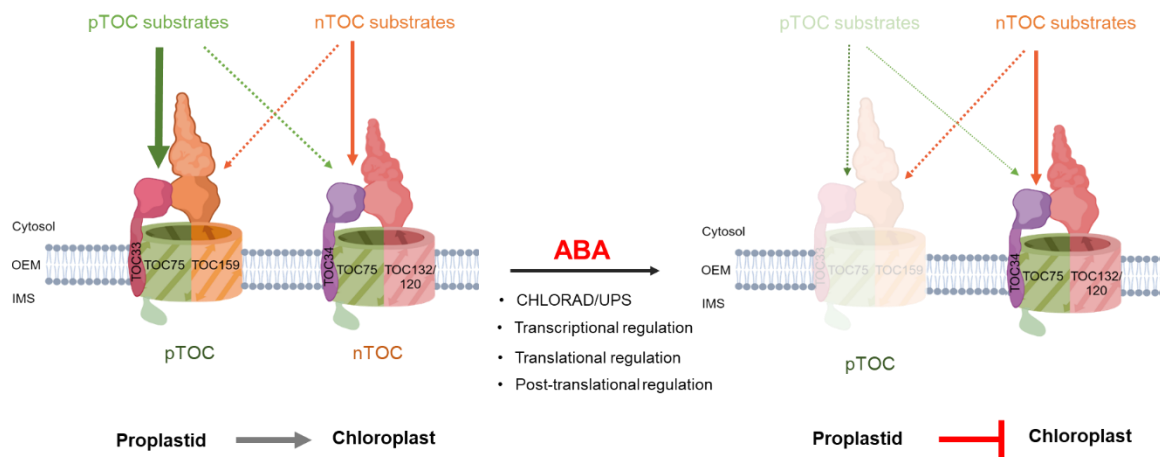 pTOC substrates
nTOC substrates
Cytosol
OEM
IMS
TOC33
TOC75
TOC159
TOC34
TOC75
TOC132/
120
pTOC
nTOC
Proplastid
Chloroplast
ABA
• CHLORAD/UPS
• Transcriptional regulation
• Translational regulation
• Post-translational regulation
pTOC substrates
nTOC substrates
Cytosol
OEM
IMS
TOC33
TOC75
TOC159
TOC34
TOC75
TOC132/
120
pTOC
Proplastid
Chloroplast